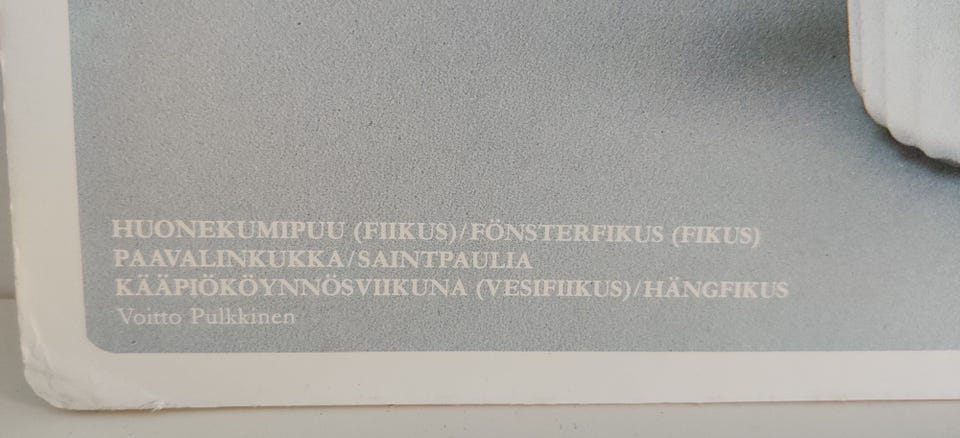 HUONEKUMIPUU (FIIKUS)/FÖNSTERFIKUS (FIKUS)
PAAVALINKUKKA/SAINTPAULIA
KÄÄPIÖKÖYNNÖSVIIKUNA (VESIFIIKUS)/HÄNGFIKUS
Voitto Pulkkinen